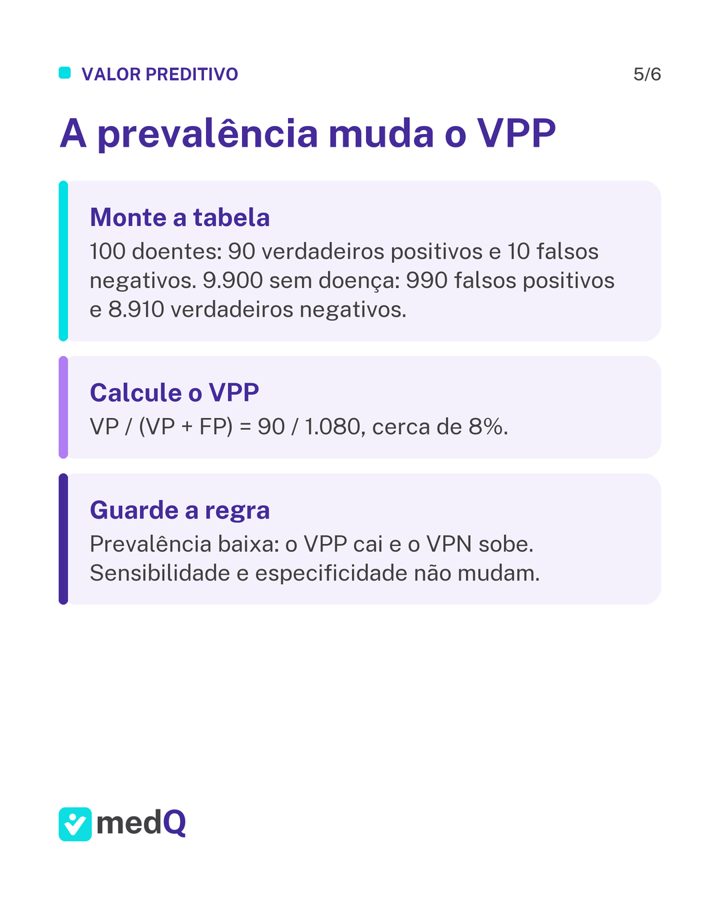 VALOR PREDITIVO
5/6
A prevalência muda o VPP
Monte a tabela
100 doentes: 90 verdadeiros positivos e 10 falsos
negativos. 9.900 sem doença: 990 falsos positivos
e 8.910 verdadeiros negativos.
Calcule o VPP
VP / (VP + FP) = 90 / 1.080, cerca de 8%.
Guarde a regra
Prevalência baixa: o VPP cai e o VPN sobe.
Sensibilidade e especificidade não mudam.
medQ